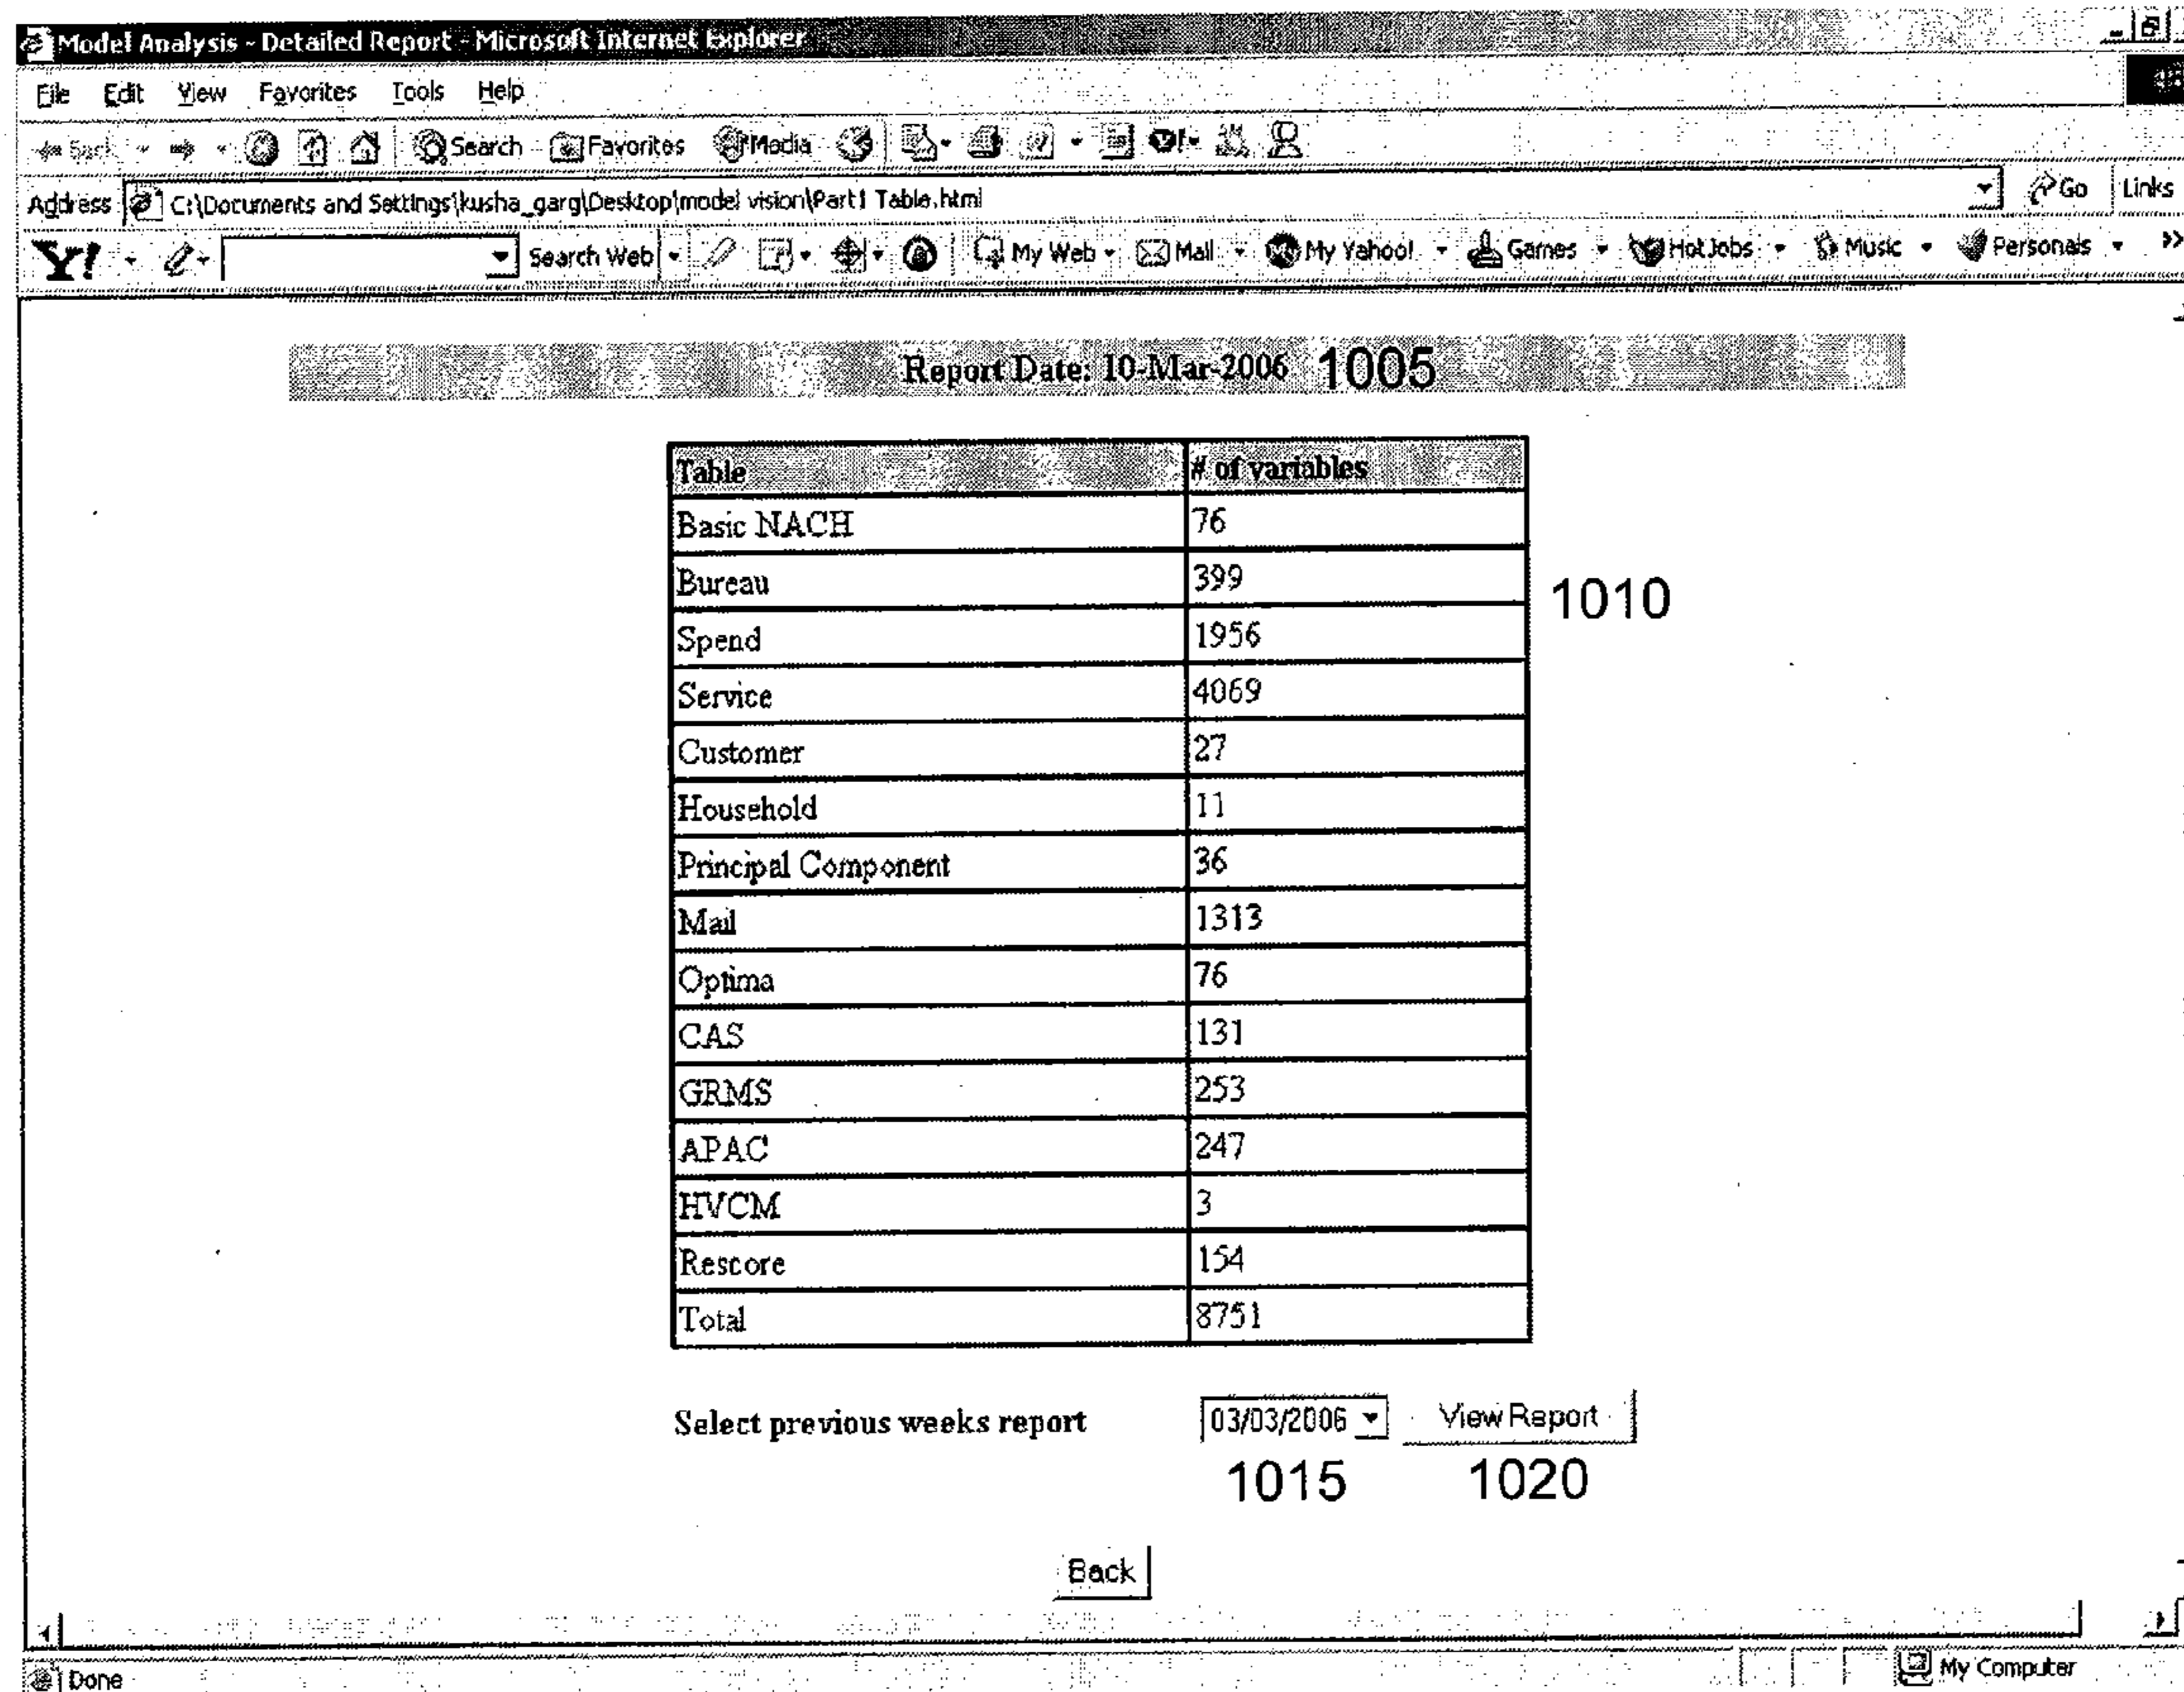 Model Analysis - Detailed Report - Microsoft Internet Explorer
File Edit View Favorites Tools Help
Back Search Favorites Media
Address C:\Documents and Settings\kusha_garg\Desktop\model vision\Part1 Table.html Go Links
Y! Search Web My Web Mail My Yahoo! Games HotJobs Music Personals »
Report Date: 10-Mar-2006 1005
Table # of variables
Basic NACH 76
Bureau 399
1010
Spend 1956
Service 4069
Customer 27
Household 11
Principal Component 36
Mail 1313
Optima 76
CAS 131
GRMS 253
APAC 247
HVCM 3
Rescore 154
Total 8751
Select previous weeks report 03/03/2006 View Report
1015 1020
Back
Done My Computer